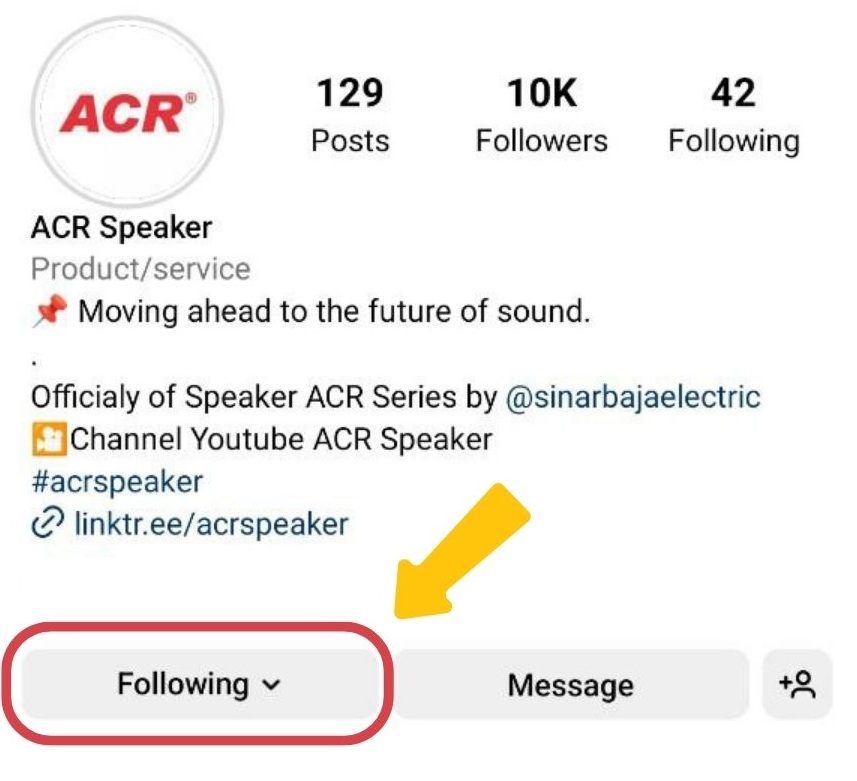 ACR®
129
Posts
10K
Followers
42
Following
ACR Speaker
Product/service
📌 Moving ahead to the future of sound.
.
Officialy of Speaker ACR Series by @sinarbajaelectric
🎦Channel Youtube ACR Speaker
#acrspeaker
linktr.ee/acrspeaker
Following
Message